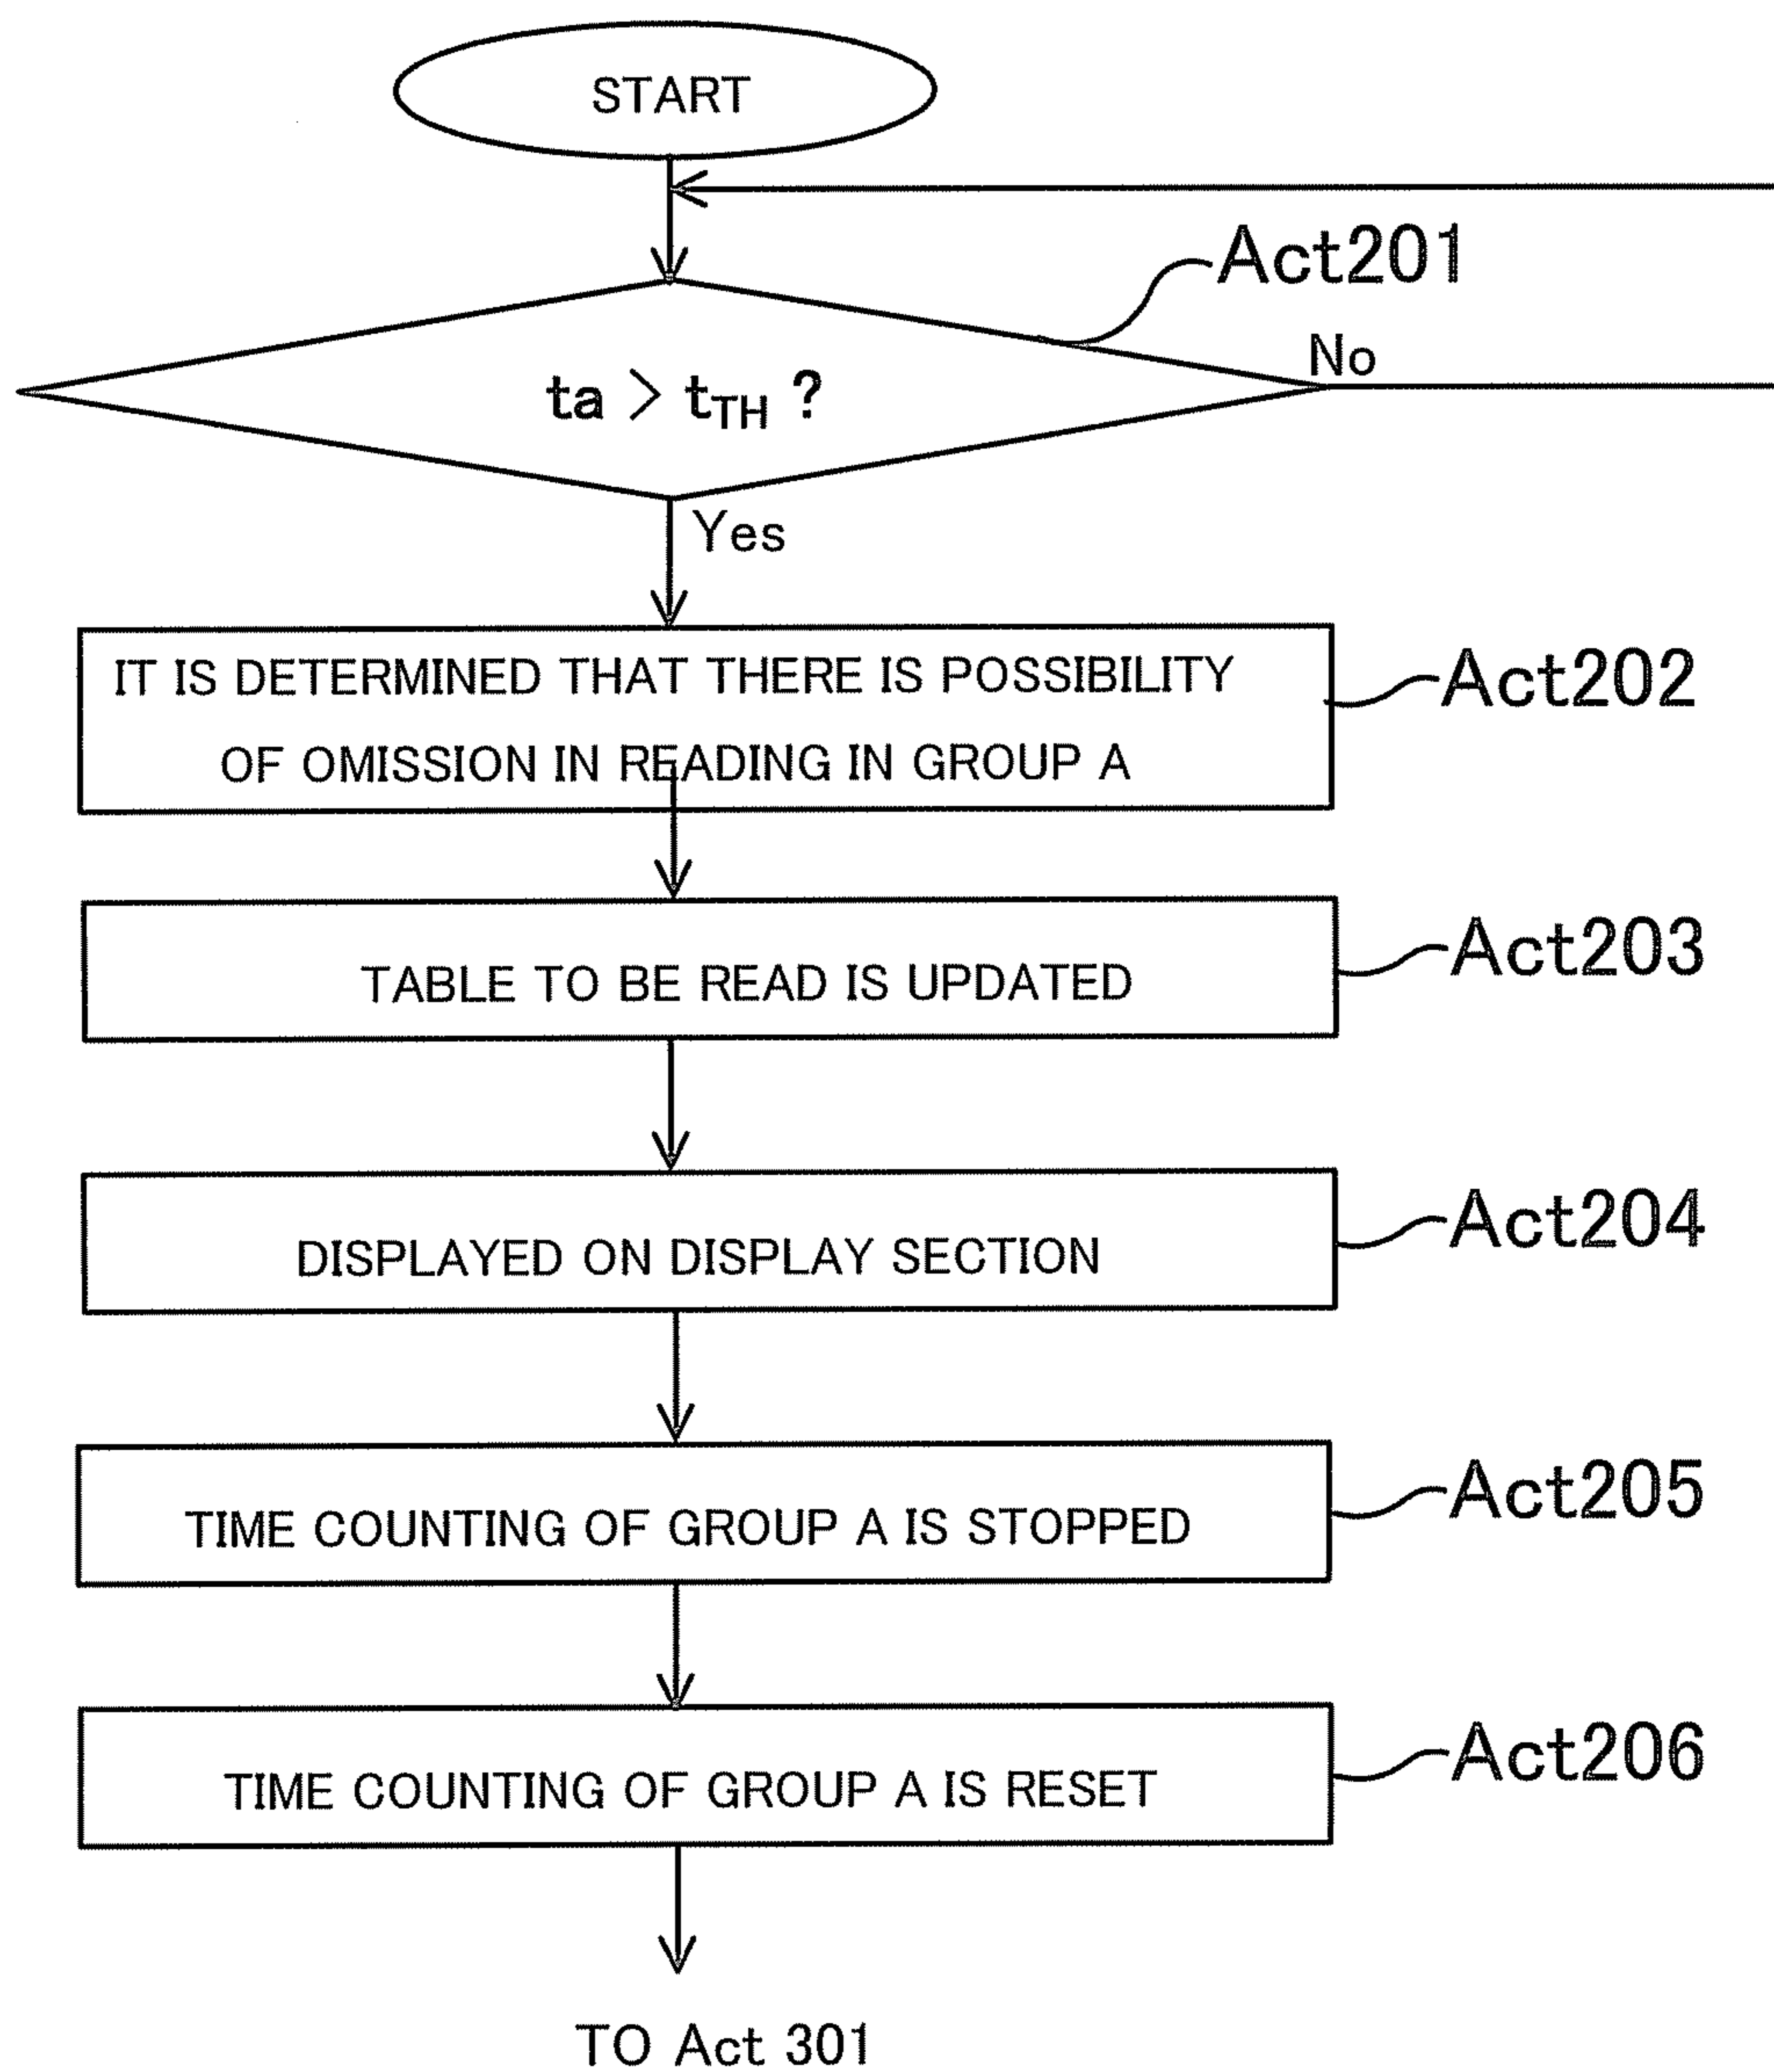 START
Act201
ta > tTH ?
No
Yes
IT IS DETERMINED THAT THERE IS POSSIBILITY
OF OMISSION IN READING IN GROUP A
Act202
TABLE TO BE READ IS UPDATED
Act203
DISPLAYED ON DISPLAY SECTION
Act204
TIME COUNTING OF GROUP A IS STOPPED
Act205
TIME COUNTING OF GROUP A IS RESET
Act206
TO Act 301